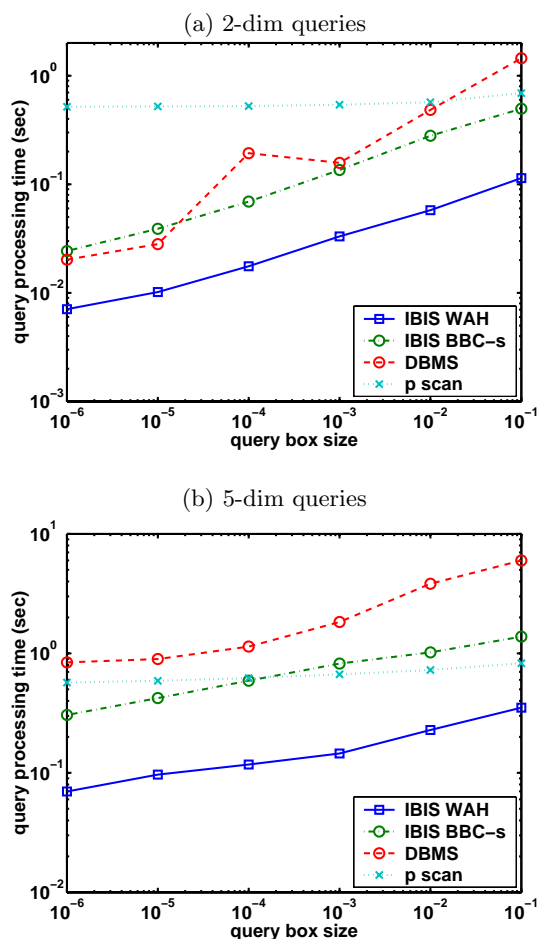 (a) 2-dim queries
10^0
10^-1
10^-2
10^-3
query processing time (sec)
IBIS WAH
IBIS BBC-s
DBMS
p scan
10^-6 10^-5 10^-4 10^-3 10^-2 10^-1
query box size
(b) 5-dim queries
10^1
10^0
10^-1
10^-2
query processing time (sec)
IBIS WAH
IBIS BBC-s
DBMS
p scan
10^-6 10^-5 10^-4 10^-3 10^-2 10^-1
query box size